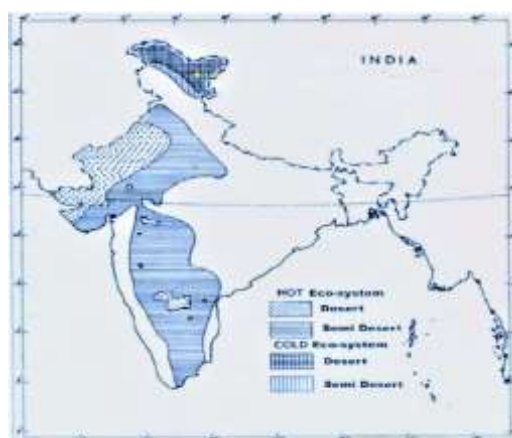 INDIA
HOT Eco-system
Desert
Semi Desert
COLD Eco-system
Desert
Semi Desert